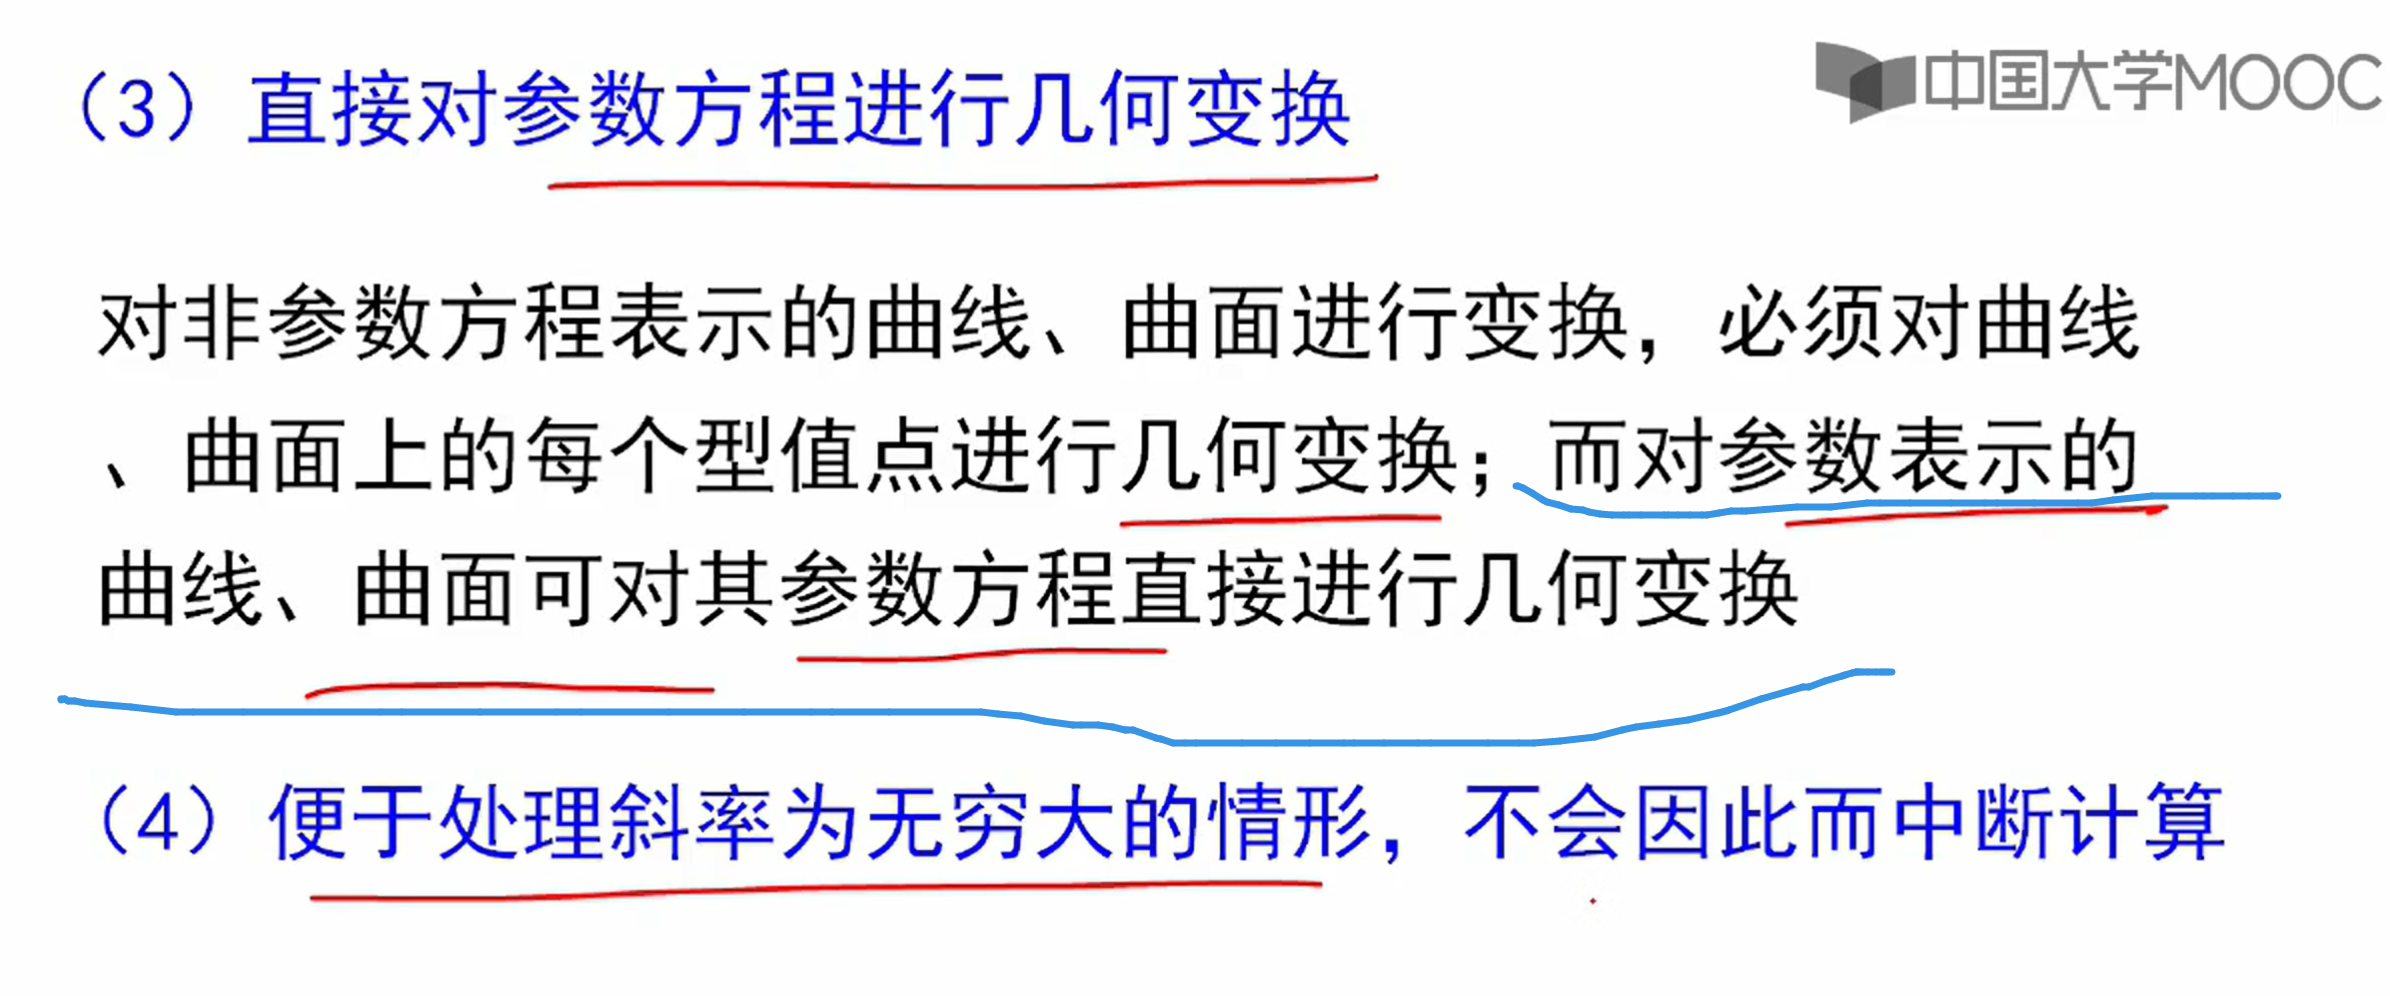 （3）直接对参数方程进行几何变换
中国大学MOOC
对非参数方程表示的曲线、曲面进行变换，必须对曲线
、曲面上的每个型值点进行几何变换；而对参数表示的
曲线、曲面可对其参数方程直接进行几何变换
（4）便于处理斜率为无穷大的情形，不会因此而中断计算